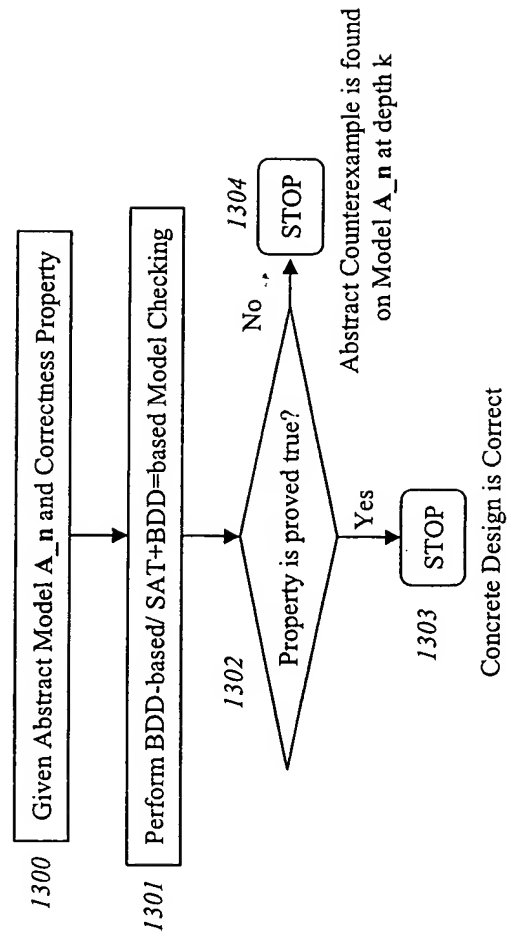 1300
Given Abstract Model A_n and Correctness Property
1301
Perform BDD-based/ SAT+BDD=based Model Checking
1302
Property is proved true?
No
1304
STOP
Abstract Counterexample is found
on Model A_n at depth k
Yes
1303
STOP
Concrete Design is Correct